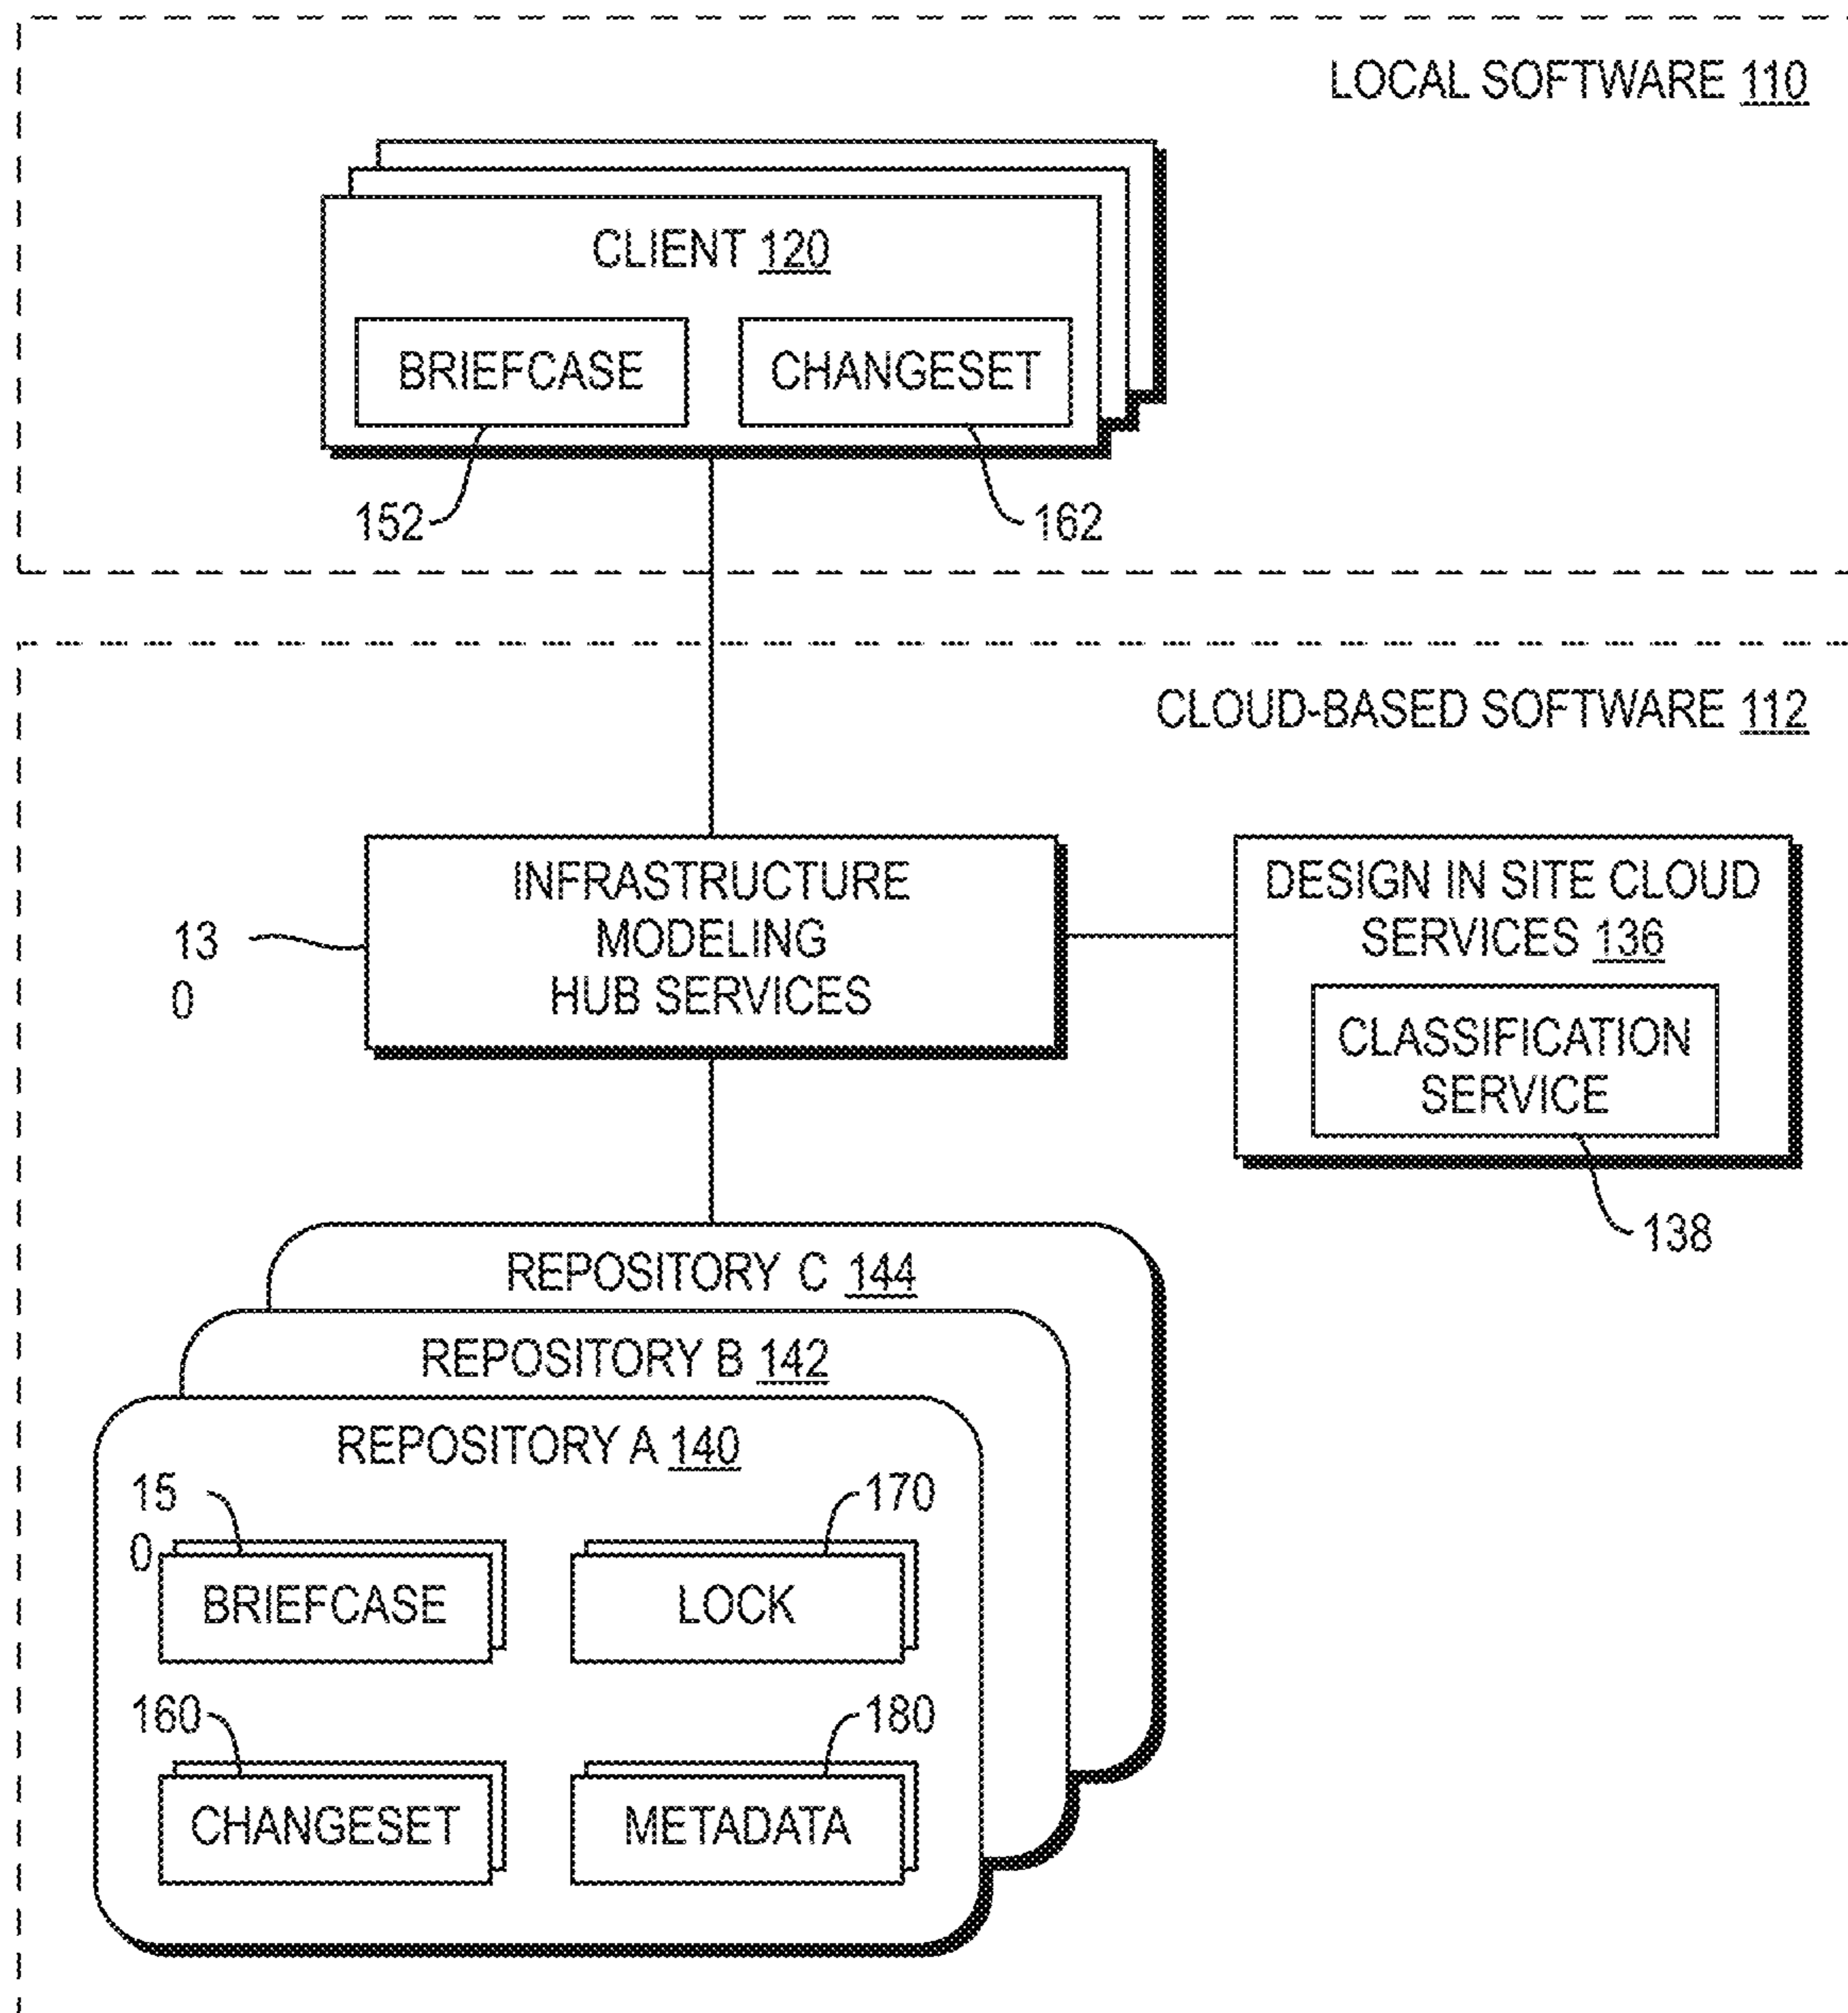 LOCAL SOFTWARE 110
CLIENT 120
BRIEFCASE
CHANGESET
152
162
CLOUD-BASED SOFTWARE 112
INFRASTRUCTURE
MODELING
HUB SERVICES
13
0
DESIGN IN SITE CLOUD
SERVICES 136
CLASSIFICATION
SERVICE
138
REPOSITORY C 144
REPOSITORY B 142
REPOSITORY A 140
15
0
170
BRIEFCASE
LOCK
160
180
CHANGESET
METADATA